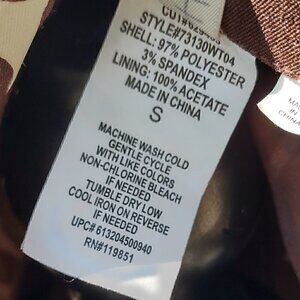 STYLE#73130WT04
SHELL: 97% POLYESTER
3% SPANDEX
LINING: 100% ACETATE
MADE IN CHINA
S
MACHINE WASH COLD
GENTLE CYCLE
WITH LIKE COLORS
NON-CHLORINE BLEACH
IF NEEDED
TUMBLE DRY LOW
COOL IRON ON REVERSE
IF NEEDED
UPC# 613204500940
RN#119851
CHINA